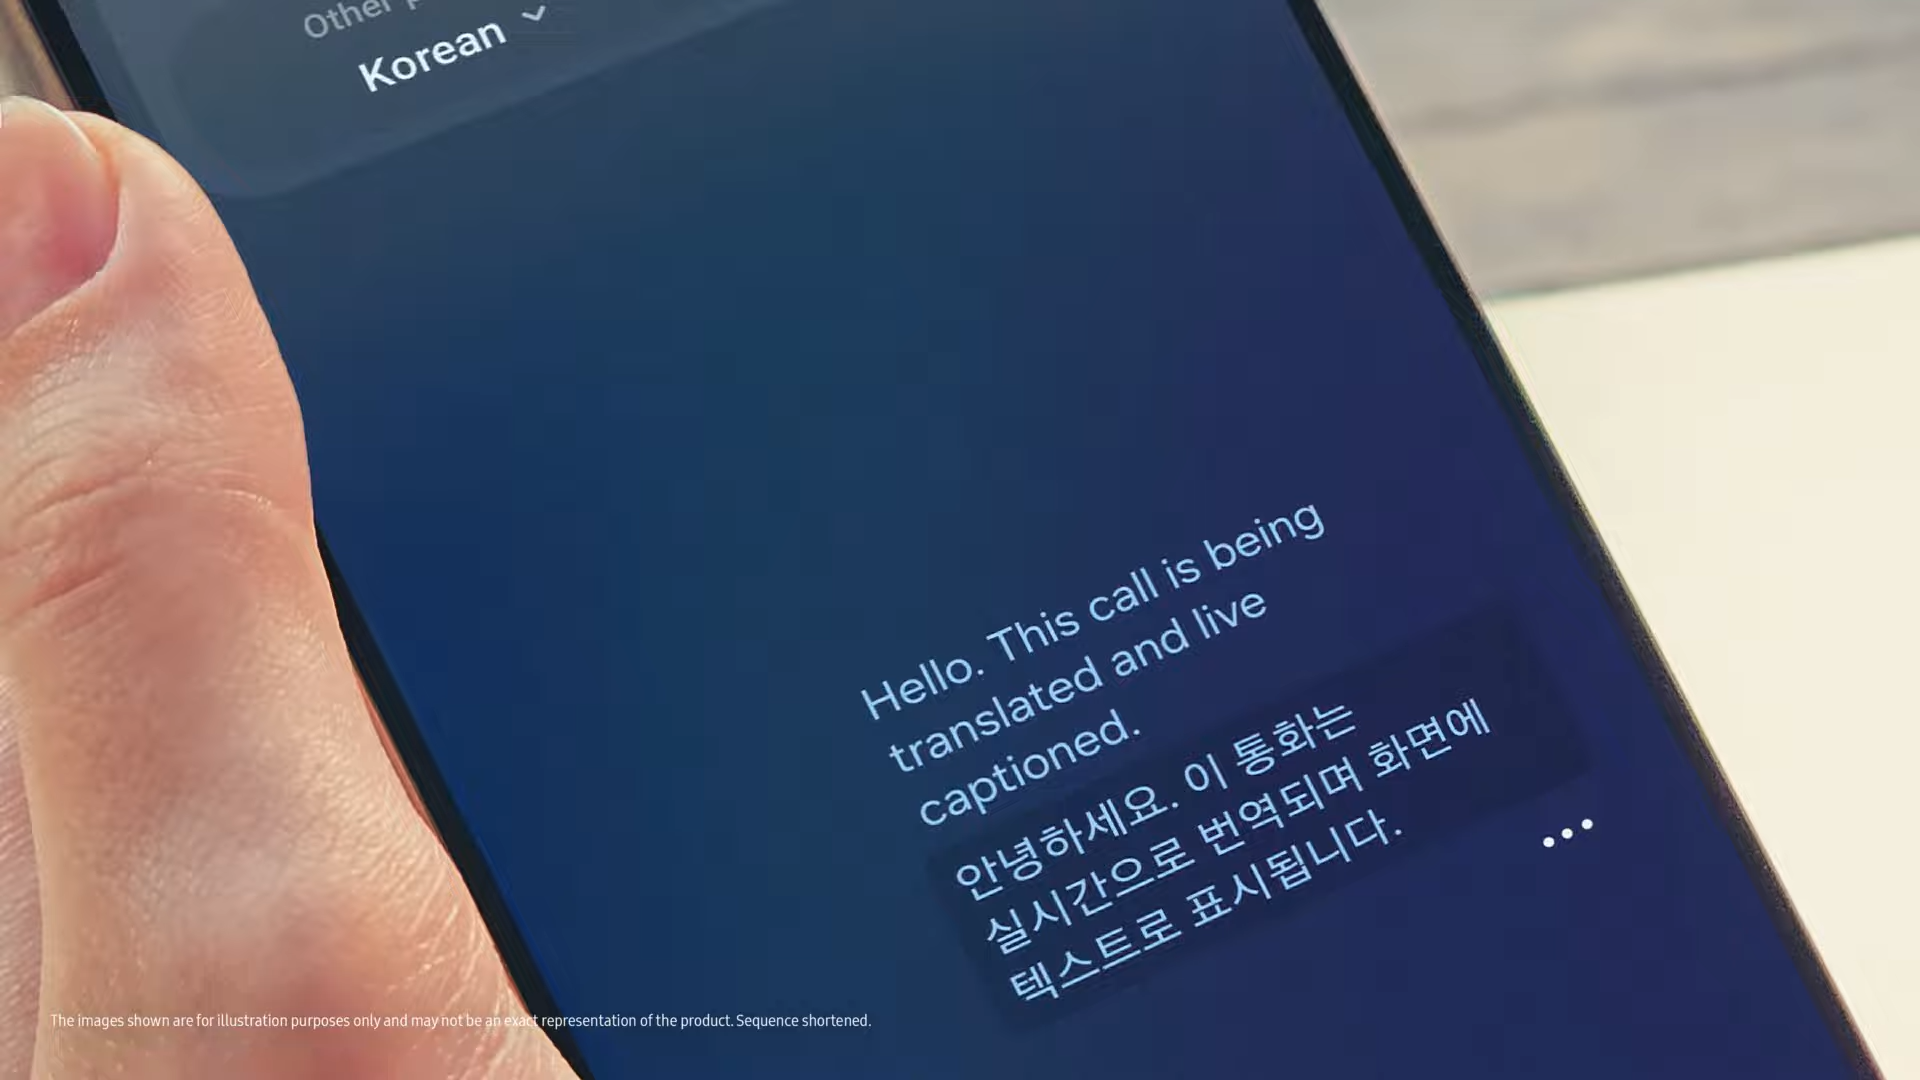 Other
Korean
Hello. This call is being
translated and live
captioned.
안녕하세요. 이 통화는
실시간으로 번역되며 화면에
텍스트로 표시됩니다.
The images shown are for illustration purposes only and may not be an exact representation of the product. Sequence shortened.